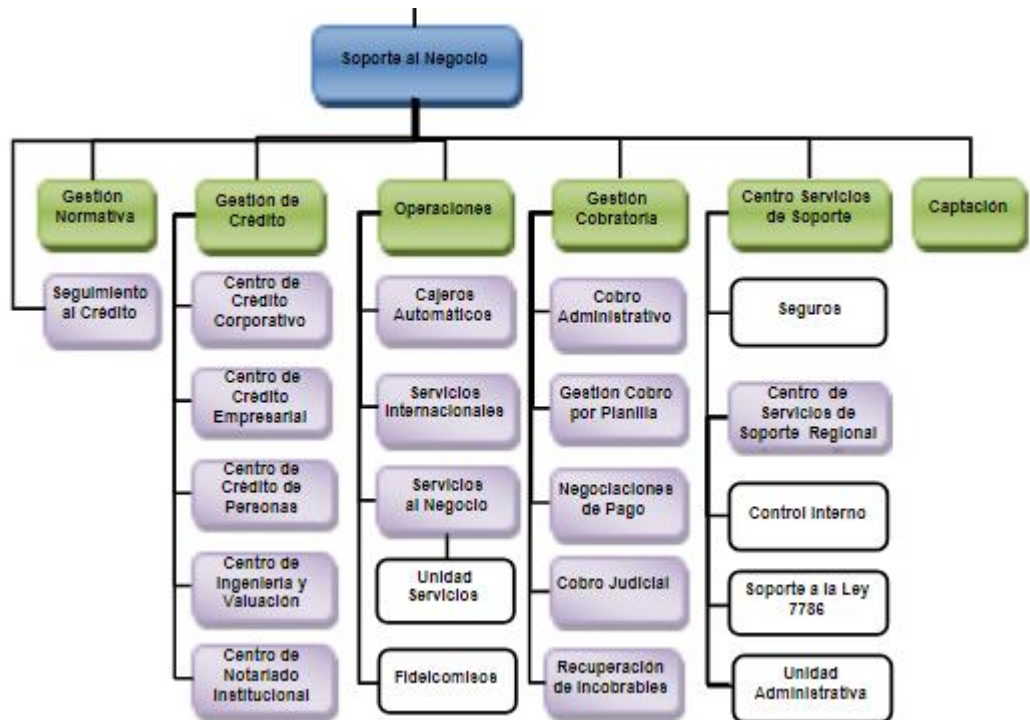 Soporte al Negocio
Gestión
Normativa
Gestión de
Crédito
Operaciones
Gestión
Cobratoria
Centro Servicios
de Soporte
Captación
Seguimiento
al Crédito
Centro de
Crédito
Corporativo
Centro de
Crédito
Empresarial
Centro de
Crédito de
Personas
Centro de
Ingeniería y
Valuación
Centro de
Notariado
Institucional
Cajeros
Automáticos
Servicios
Internacionales
Servicios
al Negocio
Unidad
Servicios
Fideicomisos
Cobro
Administrativo
Gestión Cobro
por Planilla
Negociaciones
de Pago
Cobro Judicial
Recuperación
de Incobrables
Seguros
Centro de
Servicios de
Soporte Regional
Control Interno
Soporte a la Ley
7786
Unidad
Administrativa